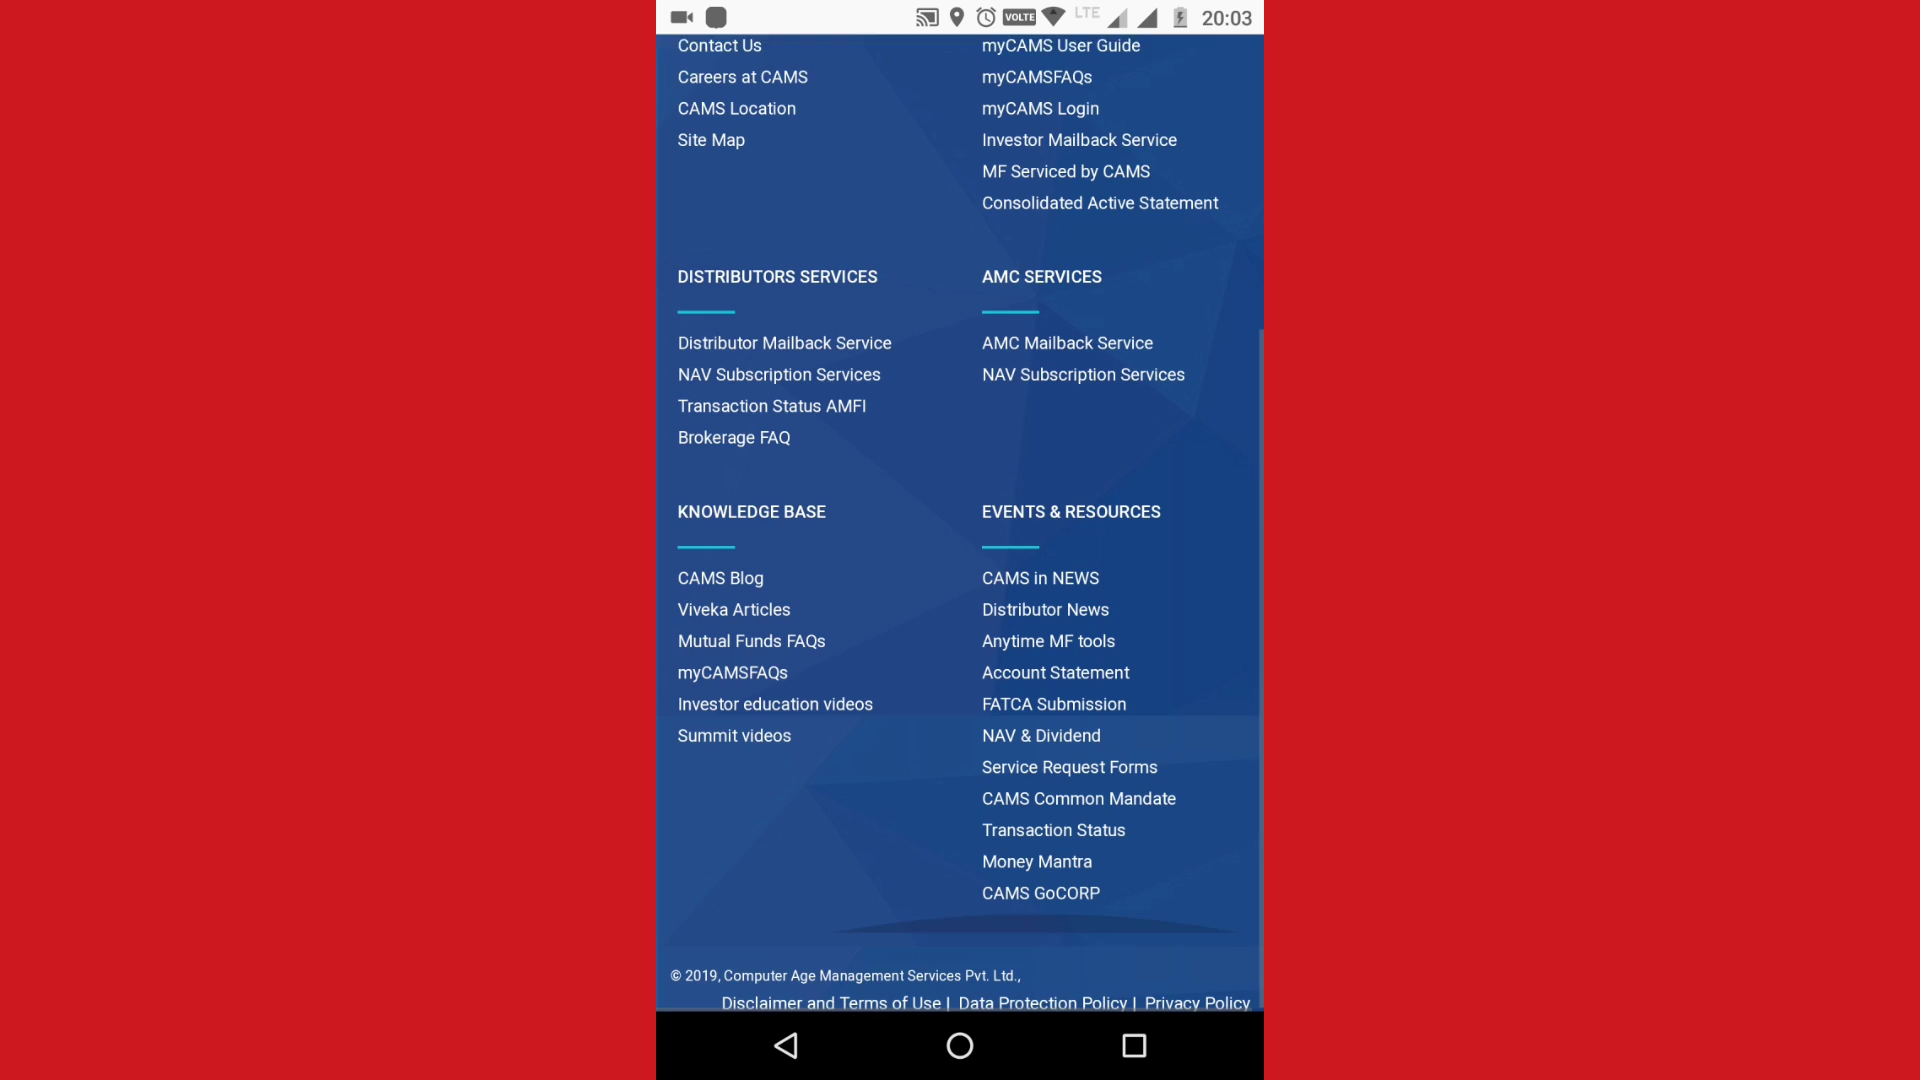 VOLTE
LTE
20:03
Contact Us
Careers at CAMS
CAMS Location
Site Map
myCAMS User Guide
myCAMSFAQs
myCAMS Login
Investor Mailback Service
MF Serviced by CAMS
Consolidated Active Statement
DISTRIBUTORS SERVICES
Distributor Mailback Service
NAV Subscription Services
Transaction Status AMFI
Brokerage FAQ
AMC SERVICES
AMC Mailback Service
NAV Subscription Services
KNOWLEDGE BASE
CAMS Blog
Viveka Articles
Mutual Funds FAQs
myCAMSFAQs
Investor education videos
Summit videos
EVENTS & RESOURCES
CAMS in NEWS
Distributor News
Anytime MF tools
Account Statement
FATCA Submission
NAV & Dividend
Service Request Forms
CAMS Common Mandate
Transaction Status
Money Mantra
CAMS GoCORP
© 2019, Computer Age Management Services Pvt. Ltd.,
Disclaimer and Terms of Use | Data Protection Policy | Privacy Policy